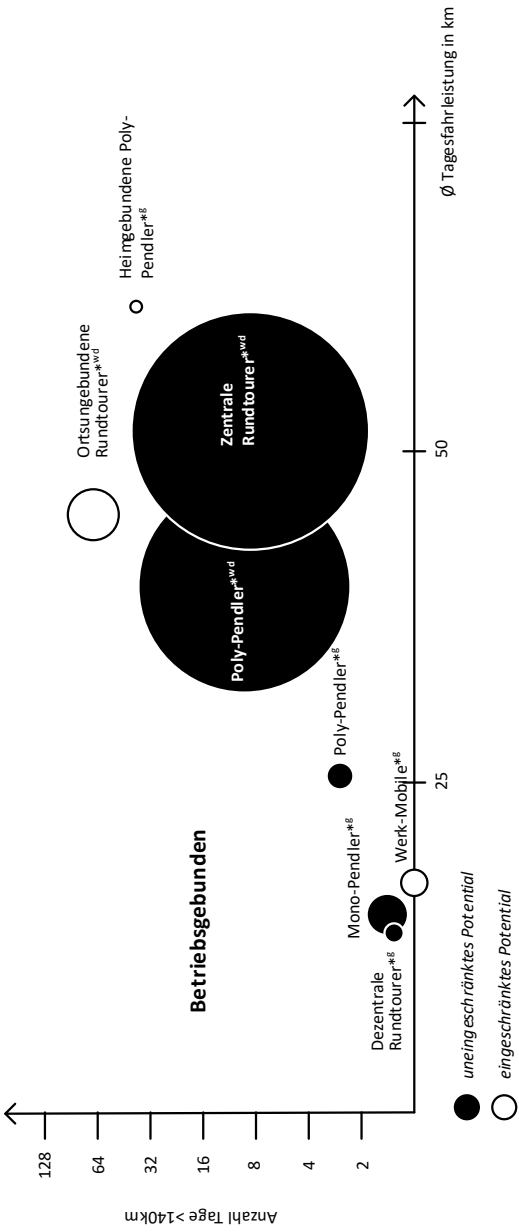 Anzahl Tage >140km
128
64
32
16
8
4
2
Betriebsgebunden
Ortsungebundene
Rundtourer*wd
Heimgebundene Poly-
Pendler*g
Zentrale
Rundtourer*wd
Poly-Pendler*wd
Poly-Pendler*g
Mono-Pendler*g
Werk-Mobile*g
Dezentrale
Rundtourer*g
25
50
Ø Tagesfahrleistung in km
uneingeschränktes Potential
eingeschränktes Potential